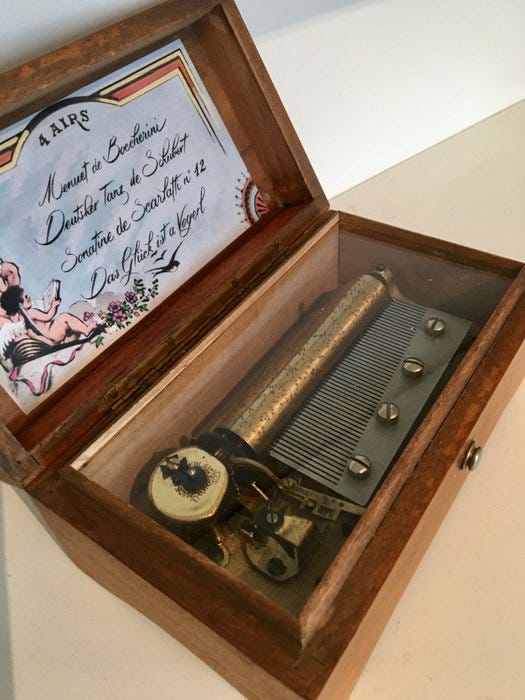 4 AIRS
Menuet de Boccherini
Deutsher Tanz de Schubert
Sonatine de Scarlatti n° 12
Das Glück ist a Vogerl